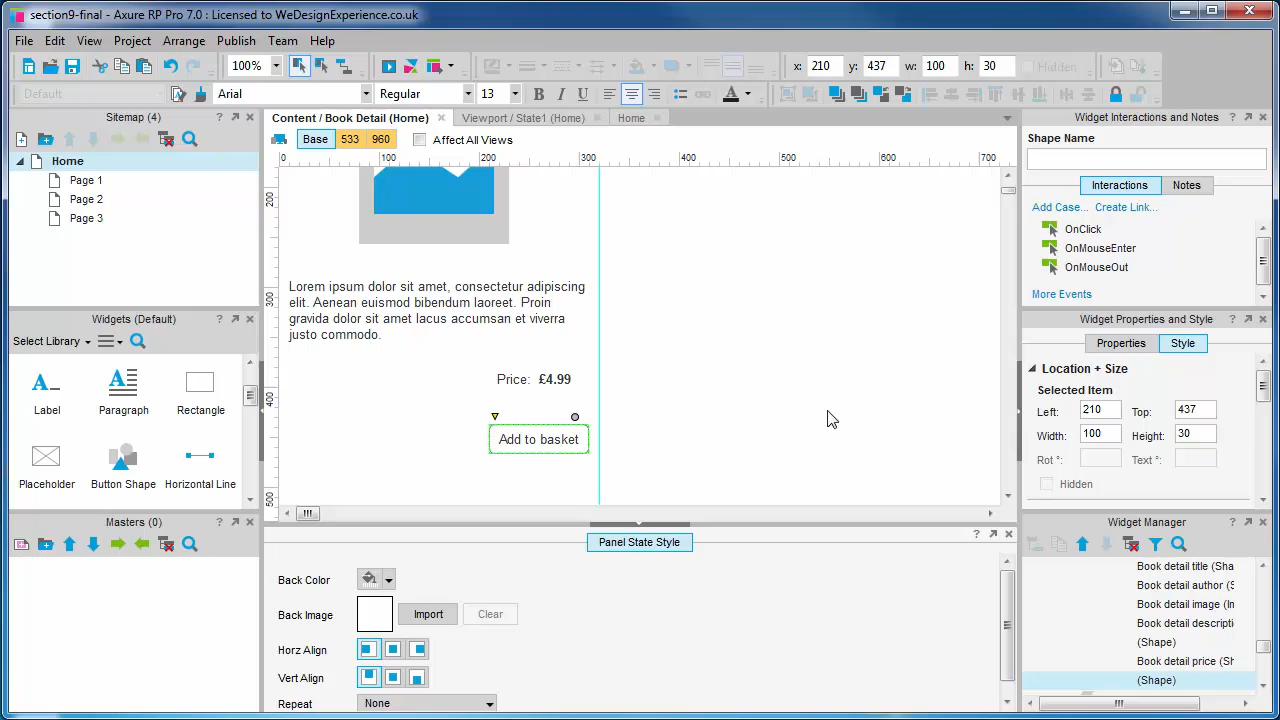 section9-final - Axure RP Pro 7.0 : Licensed to WeDesignExperience.co.uk
File Edit View Project Arrange Publish Team Help
100% x: 210 y: 437 w: 100 h: 30 Hidden
Default Arial Regular 13 B I U A
Sitemap (4) ?
Content / Book Detail (Home) Viewport / State1 (Home) Home
Widget Interactions and Notes ?
Base 533 960 Affect All Views
Shape Name
0 100 200 300 400 500 600 700
Home
Page 1
Page 2
Page 3
Interactions Notes
Add Case... Create Link...
OnClick
OnMouseEnter
OnMouseOut
More Events
200
300
400
500
Lorem ipsum dolor sit amet, consectetur adipiscing
elit. Aenean euismod bibendum laoreet. Proin
gravida dolor sit amet lacus accumsan et viverra
justo commodo.
Price: £4.99
Add to basket
Widgets (Default) ?
Select Library
Label Paragraph Rectangle
Placeholder Button Shape Horizontal Line
Widget Properties and Style ?
Properties Style
Location + Size
Selected Item
Left: 210 Top: 437
Width: 100 Height: 30
Rot °: Text °:
Hidden
Masters (0) ?
?
Panel State Style
Back Color
Back Image Import Clear
Horz Align
Vert Align
Repeat None
Widget Manager ?
Book detail title (Sha
Book detail author (S
Book detail image (In
Book detail descripti
(Shape)
Book detail price (Sh
(Shape)